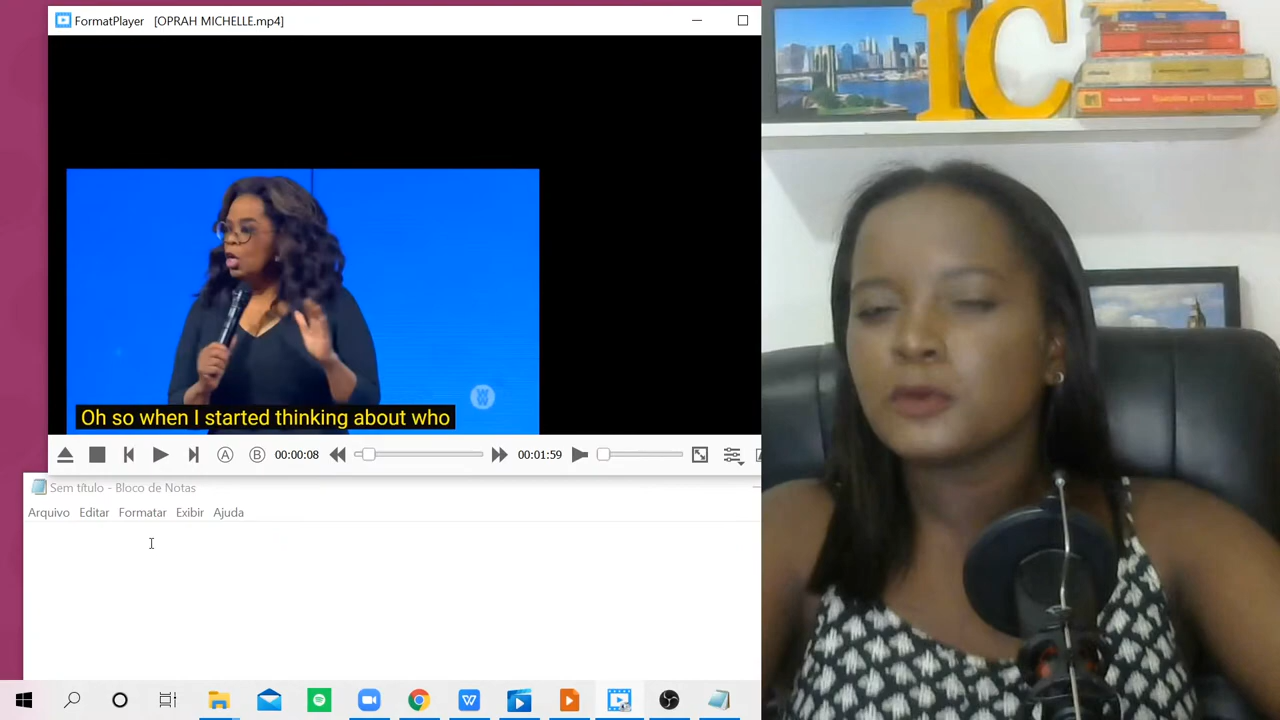 FormatPlayer [OPRAH MICHELLE.mp4]
IC
Oh so when I started thinking about who
A
B
00:00:08
00:01:59
Sem título - Bloco de Notas
Arquivo Editar Formatar Exibir Ajuda